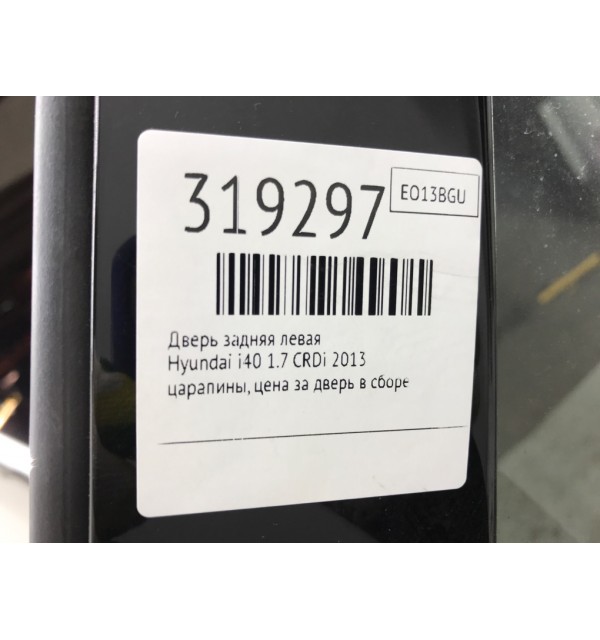 319297
EO13BGU
Дверь задняя левая
Hyundai i40 1.7 CRDi 2013
царапины, цена за дверь в сборе